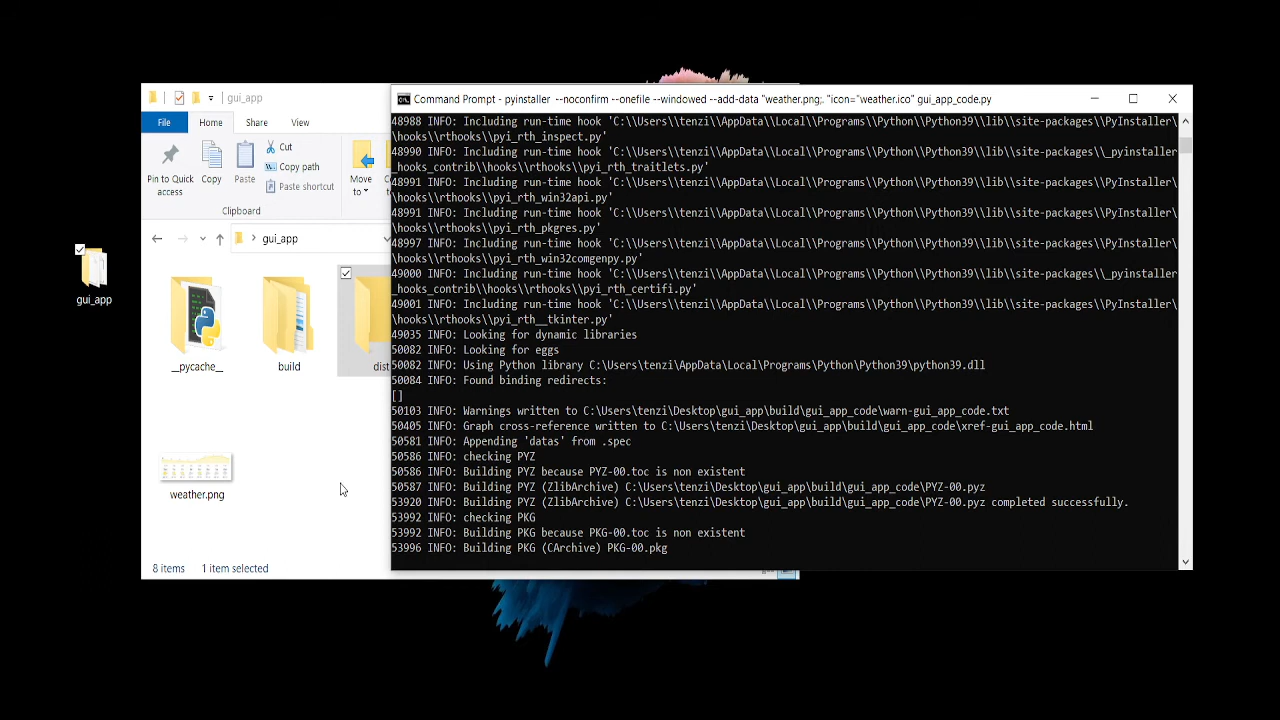 gui_app
gui_app
File
Home
Share
View
Pin to Quick
access
Copy
Paste
Cut
Copy path
Paste shortcut
Move
to
Clipboard
gui_app
__pycache__
build
dist
weather.png
8 items
1 item selected
Command Prompt - pyinstaller --noconfirm --onefile --windowed --add-data "weather.png;. "icon="weather.ico" gui_app_code.py
48988 INFO: Including run-time hook 'C:\\Users\\tenzi\\AppData\\Local\\Programs\\Python\\Python39\\lib\\site-packages\\PyInstaller\
\hooks\\rthooks\\pyi_rth_inspect.py'
48990 INFO: Including run-time hook 'C:\\Users\\tenzi\\AppData\\Local\\Programs\\Python\\Python39\\lib\\site-packages\\_pyinstaller
_hooks_contrib\\hooks\\rthooks\\pyi_rth_traitlets.py'
48991 INFO: Including run-time hook 'C:\\Users\\tenzi\\AppData\\Local\\Programs\\Python\\Python39\\lib\\site-packages\\PyInstaller\
\hooks\\rthooks\\pyi_rth_win32api.py'
48991 INFO: Including run-time hook 'C:\\Users\\tenzi\\AppData\\Local\\Programs\\Python\\Python39\\lib\\site-packages\\PyInstaller\
\hooks\\rthooks\\pyi_rth_pkgres.py'
48997 INFO: Including run-time hook 'C:\\Users\\tenzi\\AppData\\Local\\Programs\\Python\\Python39\\lib\\site-packages\\PyInstaller\
\hooks\\rthooks\\pyi_rth_win32comgenpy.py'
49000 INFO: Including run-time hook 'C:\\Users\\tenzi\\AppData\\Local\\Programs\\Python\\Python39\\lib\\site-packages\\_pyinstaller
_hooks_contrib\\hooks\\rthooks\\pyi_rth_certifi.py'
49001 INFO: Including run-time hook 'C:\\Users\\tenzi\\AppData\\Local\\Programs\\Python\\Python39\\lib\\site-packages\\PyInstaller\
\hooks\\rthooks\\pyi_rth__tkinter.py'
49035 INFO: Looking for dynamic libraries
50082 INFO: Looking for eggs
50082 INFO: Using Python library C:\Users\tenzi\AppData\Local\Programs\Python\Python39\python39.dll
50084 INFO: Found binding redirects:
[]
50103 INFO: Warnings written to C:\Users\tenzi\Desktop\gui_app\build\gui_app_code\warn-gui_app_code.txt
50405 INFO: Graph cross-reference written to C:\Users\tenzi\Desktop\gui_app\build\gui_app_code\xref-gui_app_code.html
50581 INFO: Appending 'datas' from .spec
50586 INFO: checking PYZ
50586 INFO: Building PYZ because PYZ-00.toc is non existent
50587 INFO: Building PYZ (ZlibArchive) C:\Users\tenzi\Desktop\gui_app\build\gui_app_code\PYZ-00.pyz
53920 INFO: Building PYZ (ZlibArchive) C:\Users\tenzi\Desktop\gui_app\build\gui_app_code\PYZ-00.pyz completed successfully.
53992 INFO: checking PKG
53992 INFO: Building PKG because PKG-00.toc is non existent
53996 INFO: Building PKG (CArchive) PKG-00.pkg